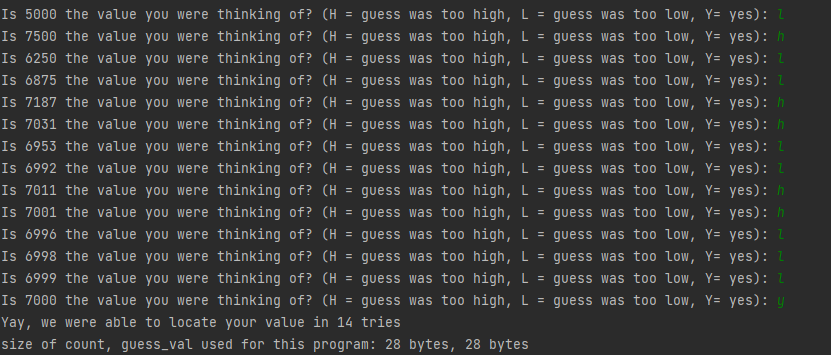 Is 5000 the value you were thinking of? (H = guess was too high, L = guess was too low, Y= yes): l
Is 7500 the value you were thinking of? (H = guess was too high, L = guess was too low, Y= yes): h
Is 6250 the value you were thinking of? (H = guess was too high, L = guess was too low, Y= yes): l
Is 6875 the value you were thinking of? (H = guess was too high, L = guess was too low, Y= yes): l
Is 7187 the value you were thinking of? (H = guess was too high, L = guess was too low, Y= yes): h
Is 7031 the value you were thinking of? (H = guess was too high, L = guess was too low, Y= yes): h
Is 6953 the value you were thinking of? (H = guess was too high, L = guess was too low, Y= yes): l
Is 6992 the value you were thinking of? (H = guess was too high, L = guess was too low, Y= yes): l
Is 7011 the value you were thinking of? (H = guess was too high, L = guess was too low, Y= yes): h
Is 7001 the value you were thinking of? (H = guess was too high, L = guess was too low, Y= yes): h
Is 6996 the value you were thinking of? (H = guess was too high, L = guess was too low, Y= yes): l
Is 6998 the value you were thinking of? (H = guess was too high, L = guess was too low, Y= yes): l
Is 6999 the value you were thinking of? (H = guess was too high, L = guess was too low, Y= yes): l
Is 7000 the value you were thinking of? (H = guess was too high, L = guess was too low, Y= yes): y
Yay, we were able to locate your value in 14 tries
size of count, guess_val used for this program: 28 bytes, 28 bytes